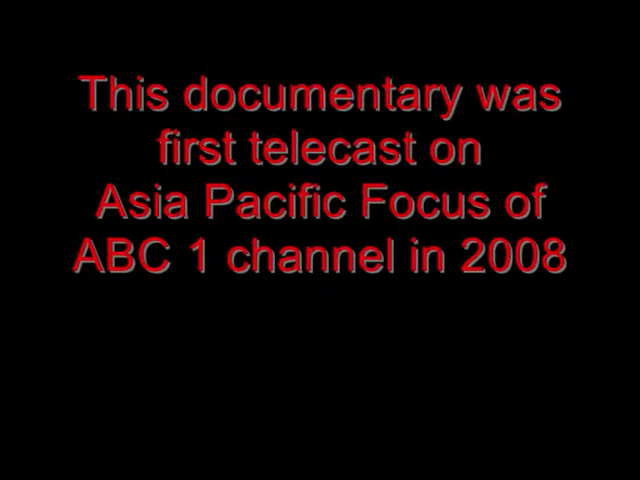 This documentary was
first telecast on
Asia Pacific Focus of
ABC 1 channel in 2008